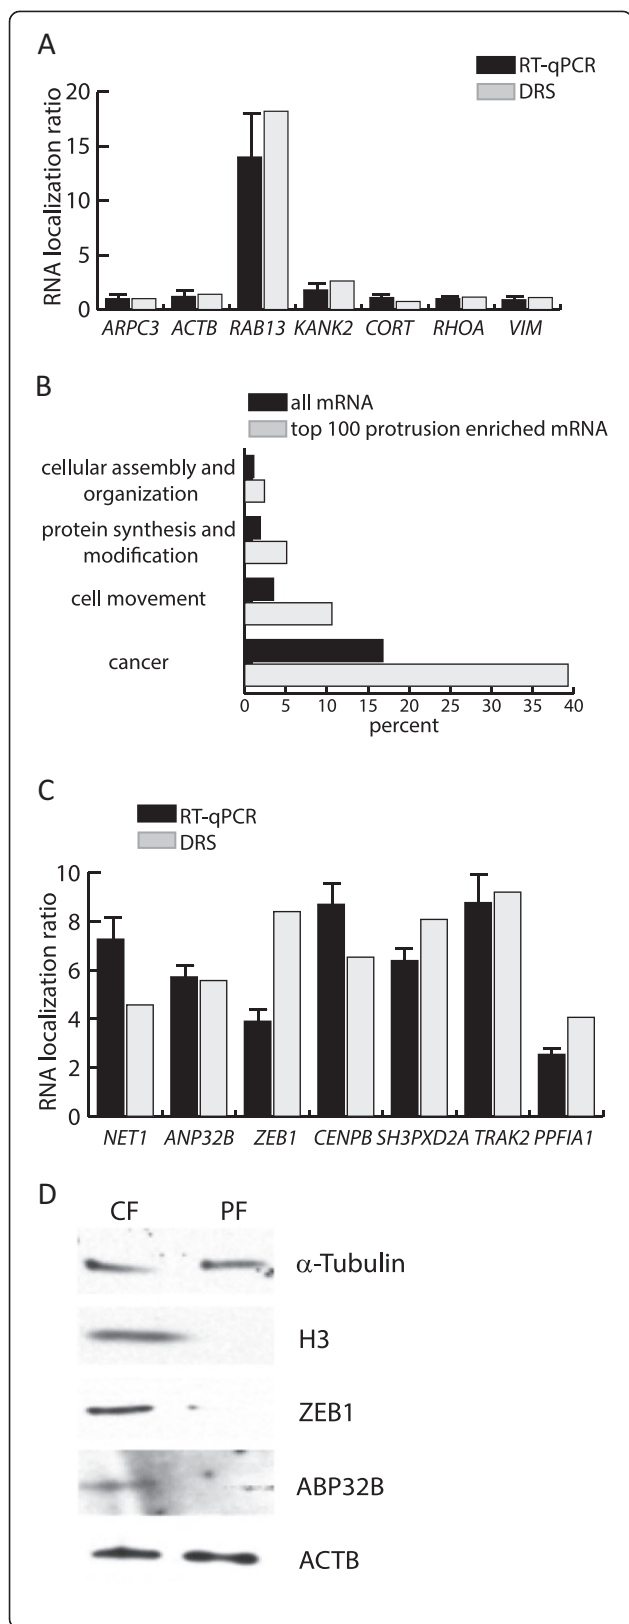 A
RT-qPCR
DRS
RNA localization ratio
20
15
10
5
0
ARPC3 ACTB RAB13 KANK2 CORT RHOA VIM
B
all mRNA
top 100 protrusion enriched mRNA
cellular assembly and
organization
protein synthesis and
modification
cell movement
cancer
0 5 10 15 20 25 30 35 40
percent
C
RT-qPCR
DRS
RNA localization ratio
10
8
6
4
2
0
NET1 ANP32B ZEB1 CENPB SH3PXD2A TRAK2 PPFIA1
D
CF PF
α-Tubulin
H3
ZEB1
ABP32B
ACTB